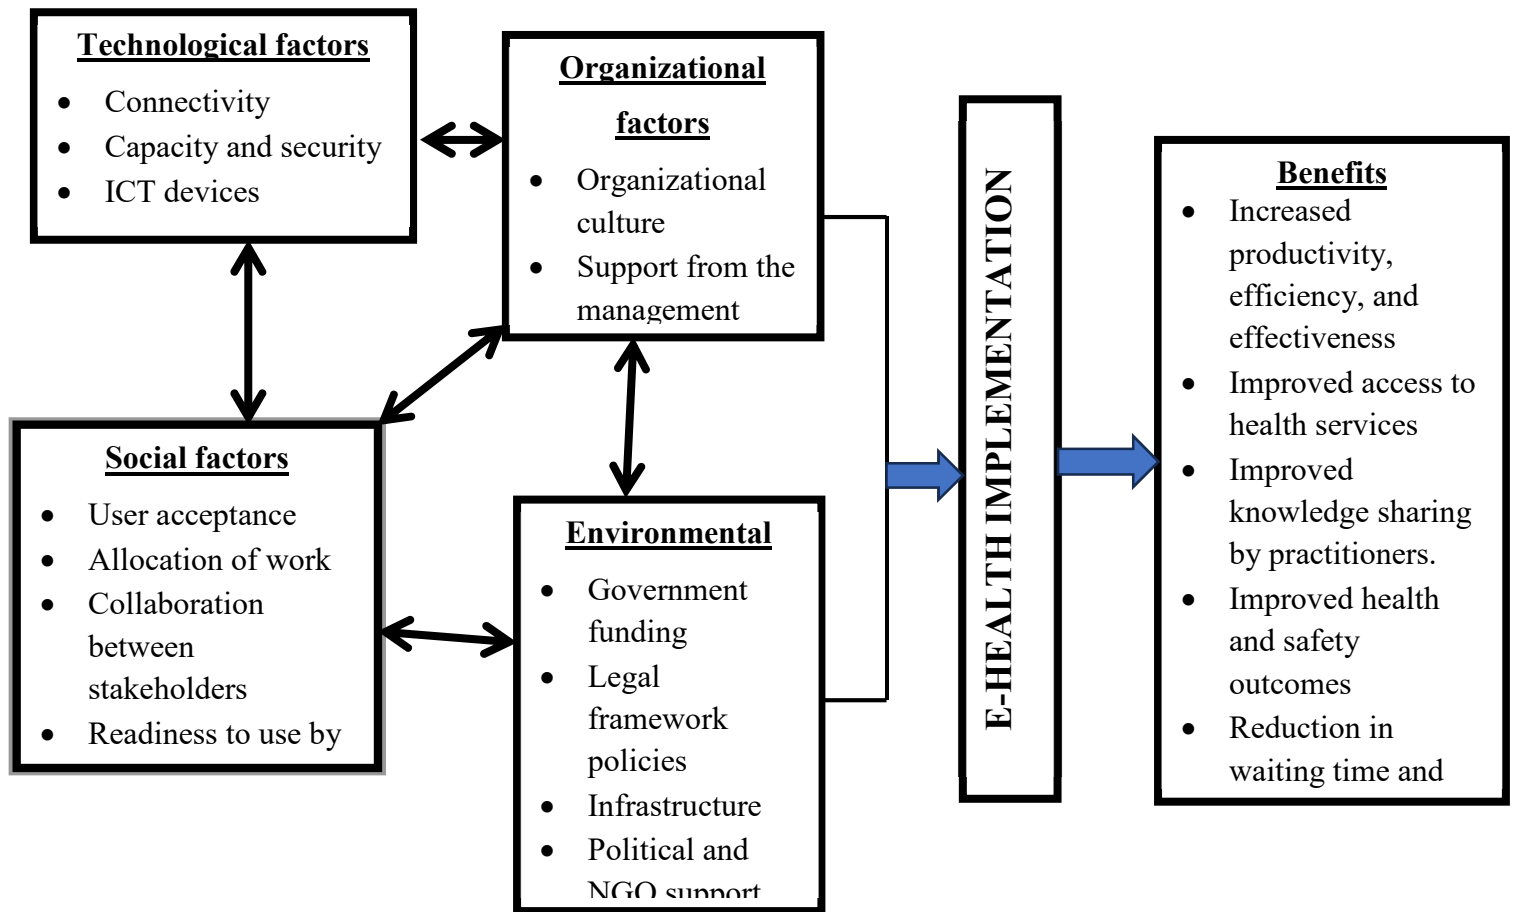 Technological factors
• Connectivity
• Capacity and security
• ICT devices
Organizational
factors
• Organizational
culture
• Support from the
management
Social factors
• User acceptance
• Allocation of work
• Collaboration
between
stakeholders
• Readiness to use by
Environmental
• Government
funding
• Legal
framework
policies
• Infrastructure
• Political and
NGO support
E-HEALTH IMPLEMENTATION
Benefits
• Increased
productivity,
efficiency, and
effectiveness
• Improved access to
health services
• Improved
knowledge sharing
by practitioners.
• Improved health
and safety
outcomes
• Reduction in
waiting time and